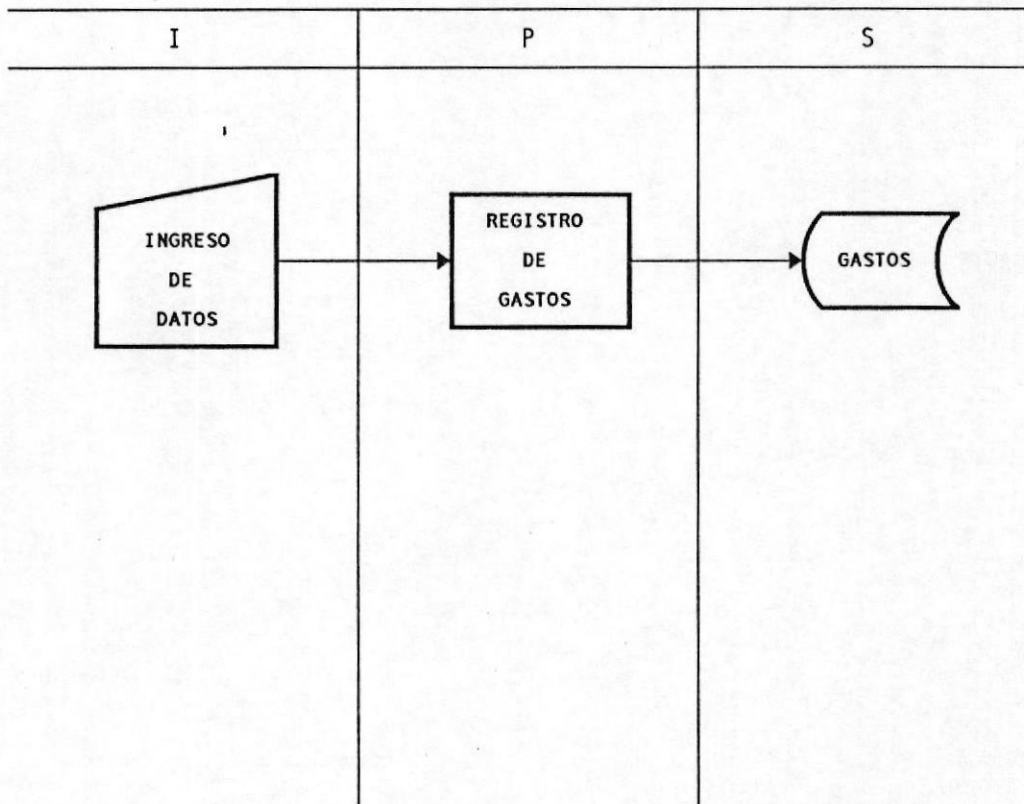 I
P
S
INGRESO
DE
DATOS
REGISTRO
DE
GASTOS
GASTOS